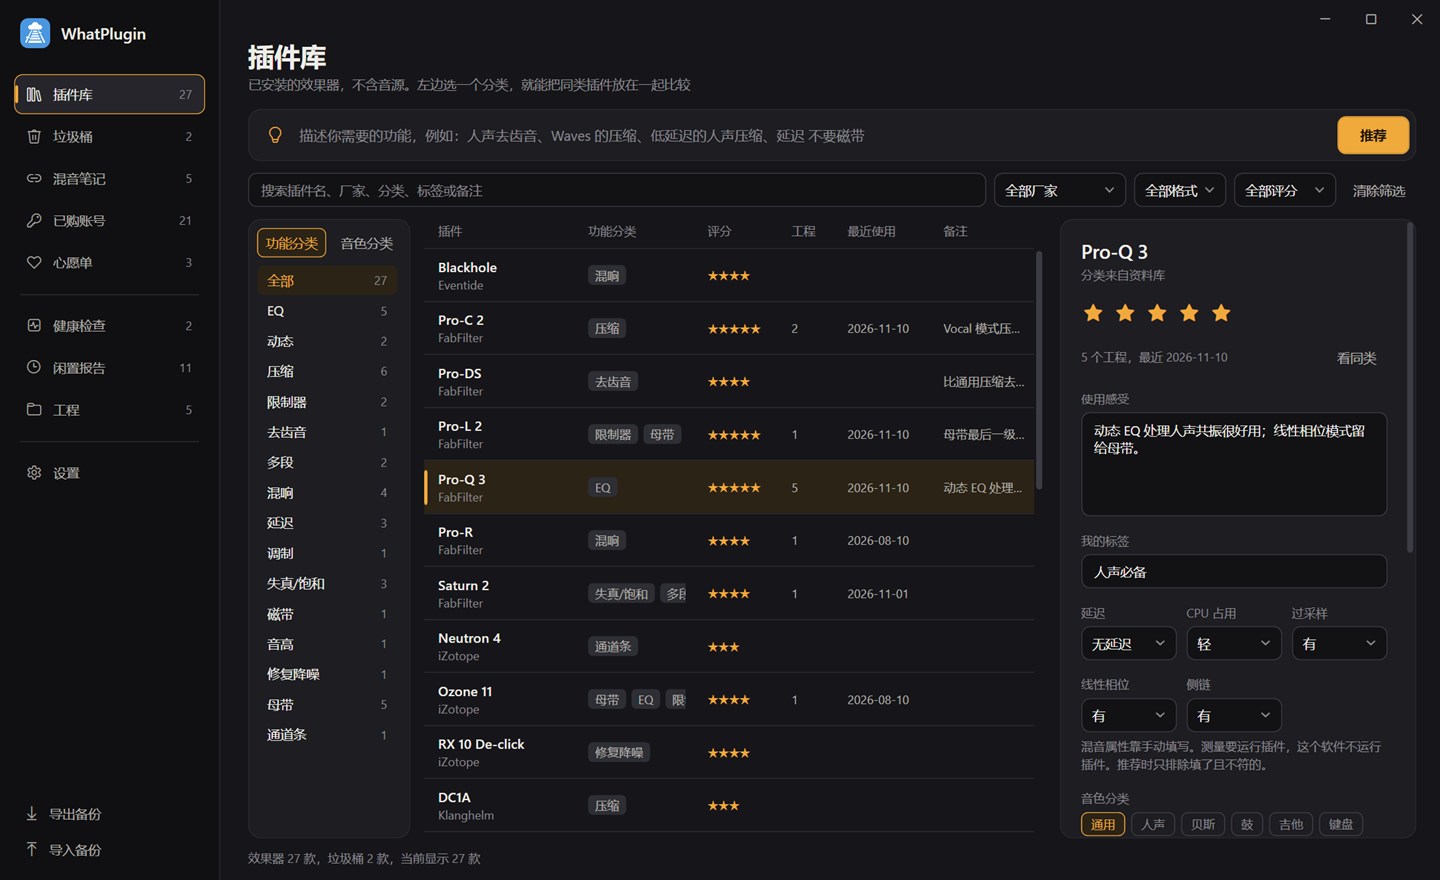 WhatPlugin
插件库 27
垃圾桶 2
混音笔记 5
已购账号 21
心愿单 3
健康检查 2
闲置报告 11
工程 5
设置
导出备份
导入备份
插件库
已安装的效果器，不含音源。左边选一个分类，就能把同类插件放在一起比较
描述你需要的功能，例如：人声去齿音、Waves 的压缩、低延迟的人声压缩、延迟 不要磁带
推荐
搜索插件名、厂家、分类、标签或备注
全部厂家
全部格式
全部评分
清除筛选
功能分类 音色分类
全部 27
EQ 5
动态 2
压缩 6
限制器 2
去齿音 1
多段 2
混响 4
延迟 3
调制 1
失真/饱和 3
磁带 1
音高 1
修复降噪 1
母带 5
通道条 1
插件 功能分类 评分 工程 最近使用 备注
Blackhole
Eventide
混响 ★★★★
Pro-C 2
FabFilter
压缩 ★★★★★ 2 2026-11-10 Vocal 模式压...
Pro-DS
FabFilter
去齿音 ★★★★ 比通用压缩去...
Pro-L 2
FabFilter
限制器 母带 ★★★★★ 1 2026-11-10 母带最后一级...
Pro-Q 3
FabFilter
EQ ★★★★★ 5 2026-11-10 动态 EQ 处理...
Pro-R
FabFilter
混响 ★★★★ 1 2026-08-10
Saturn 2
FabFilter
失真/饱和 多段 ★★★★ 1 2026-11-01
Neutron 4
iZotope
通道条 ★★★
Ozone 11
iZotope
母带 EQ 限 ★★★★ 1 2026-08-10
RX 10 De-click
iZotope
修复降噪 ★★★★
DC1A
Klanghelm
压缩 ★★★
效果器 27 款，垃圾桶 2 款，当前显示 27 款
Pro-Q 3
分类来自资料库
★ ★ ★ ★ ★
5 个工程，最近 2026-11-10 看同类
使用感受
动态 EQ 处理人声共振很好用；线性相位模式留
给母带。
我的标签
人声必备
延迟 CPU 占用 过采样
无延迟 轻 有
线性相位 侧链
有 有
混音属性靠手动填写。测量要运行插件，这个软件不运行
插件。推荐时只排除填了且不符的。
音色分类
通用 人声 贝斯 鼓 吉他 键盘